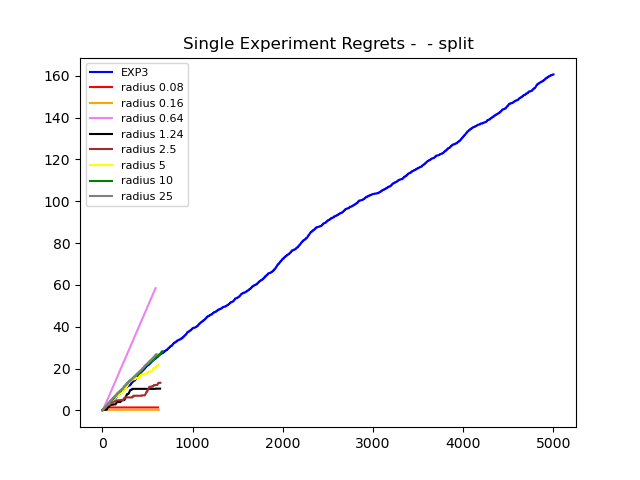 Single Experiment Regrets -  - split
160
140
120
100
80
60
40
20
0
EXP3
radius 0.08
radius 0.16
radius 0.64
radius 1.24
radius 2.5
radius 5
radius 10
radius 25
0 1000 2000 3000 4000 5000